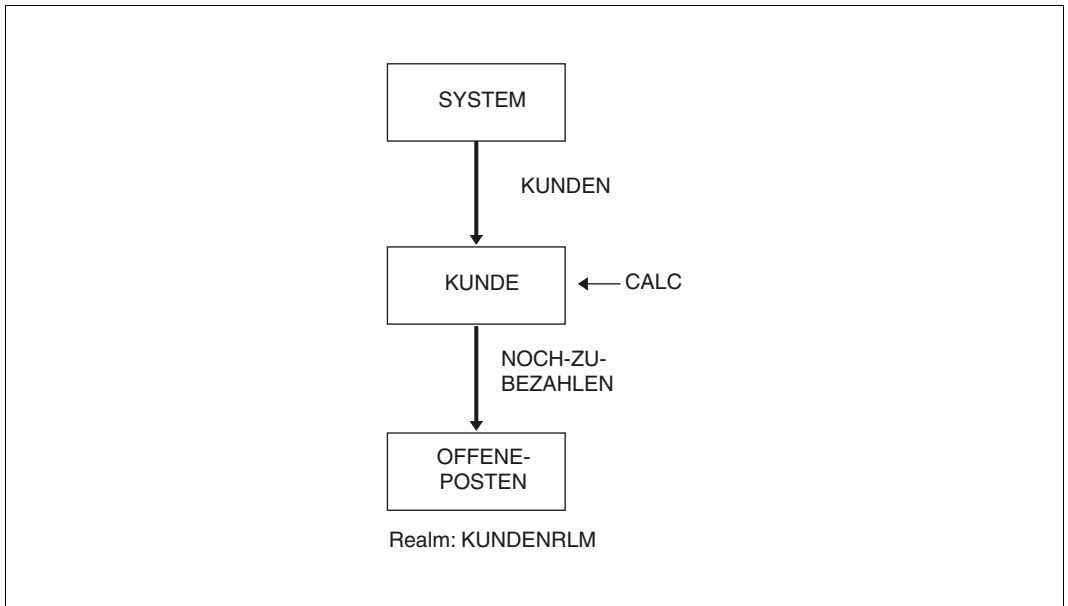 SYSTEM
KUNDEN
KUNDE
CALC
NOCH-ZU-
BEZAHLEN
OFFENE-
POSTEN
Realm: KUNDENRLM